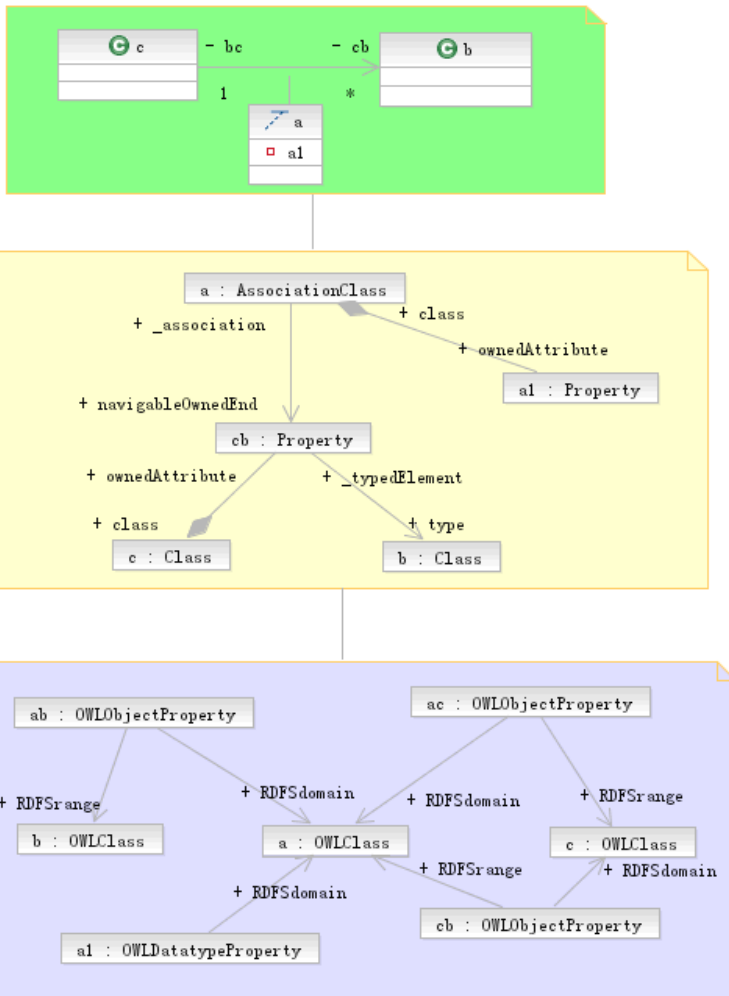 C c
- bc
- cb
C b
1
*
a
a1
a : AssociationClass
+ _association
+ class
+ ownedAttribute
a1 : Property
+ navigableOwnedEnd
cb : Property
+ ownedAttribute
+ _typedElement
+ class
+ type
c : Class
b : Class
ab : OWLObjectProperty
ac : OWLObjectProperty
+ RDFSrange
+ RDFSdomain
+ RDFSdomain
+ RDFSrange
b : OWLClass
a : OWLClass
c : OWLClass
+ RDFSdomain
+ RDFSrange
+ RDFSdomain
a1 : OWLDatatypeProperty
cb : OWLObjectProperty